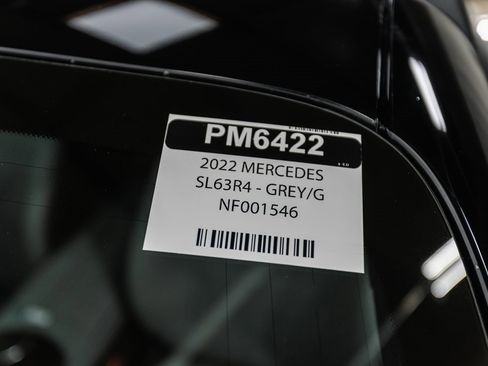 PM6422
2022 MERCEDES
SL63R4 - GREY/G
NF001546